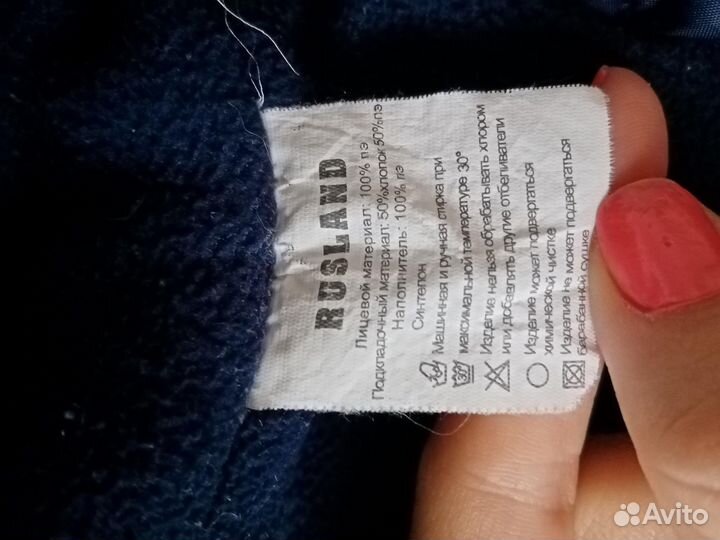 RUSLAND
Лицевой материал: 100% пэ
Подкладочный материал: 50%хлопок50%пэ
Наполнитель: 100% пэ
Синтепон
Машинная и ручная стирка при
30 максимальной температуре 30°
Изделие нельзя обрабатывать хлором
или добавлять другие отбеливатели
Изделие может подвергаться
химической чистке
Изделие не может подвергаться
барабанной сушке
Avito